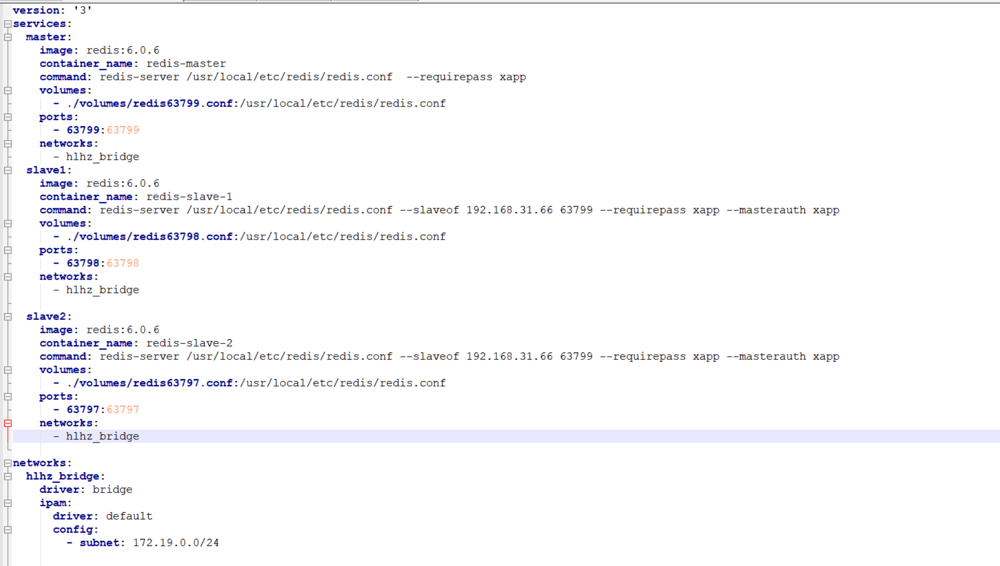 version: '3'
services:
  master:
    image: redis:6.0.6
    container_name: redis-master
    command: redis-server /usr/local/etc/redis/redis.conf  --requirepass xapp
    volumes:
      - ./volumes/redis63799.conf:/usr/local/etc/redis/redis.conf
    ports:
      - 63799:63799
    networks:
      - hlhz_bridge
  slave1:
    image: redis:6.0.6
    container_name: redis-slave-1
    command: redis-server /usr/local/etc/redis/redis.conf --slaveof 192.168.31.66 63799 --requirepass xapp --masterauth xapp
    volumes:
      - ./volumes/redis63798.conf:/usr/local/etc/redis/redis.conf
    ports:
      - 63798:63798
    networks:
      - hlhz_bridge
  slave2:
    image: redis:6.0.6
    container_name: redis-slave-2
    command: redis-server /usr/local/etc/redis/redis.conf --slaveof 192.168.31.66 63799 --requirepass xapp --masterauth xapp
    volumes:
      - ./volumes/redis63797.conf:/usr/local/etc/redis/redis.conf
    ports:
      - 63797:63797
    networks:
      - hlhz_bridge
networks:
  hlhz_bridge:
    driver: bridge
    ipam:
      driver: default
      config:
        - subnet: 172.19.0.0/24